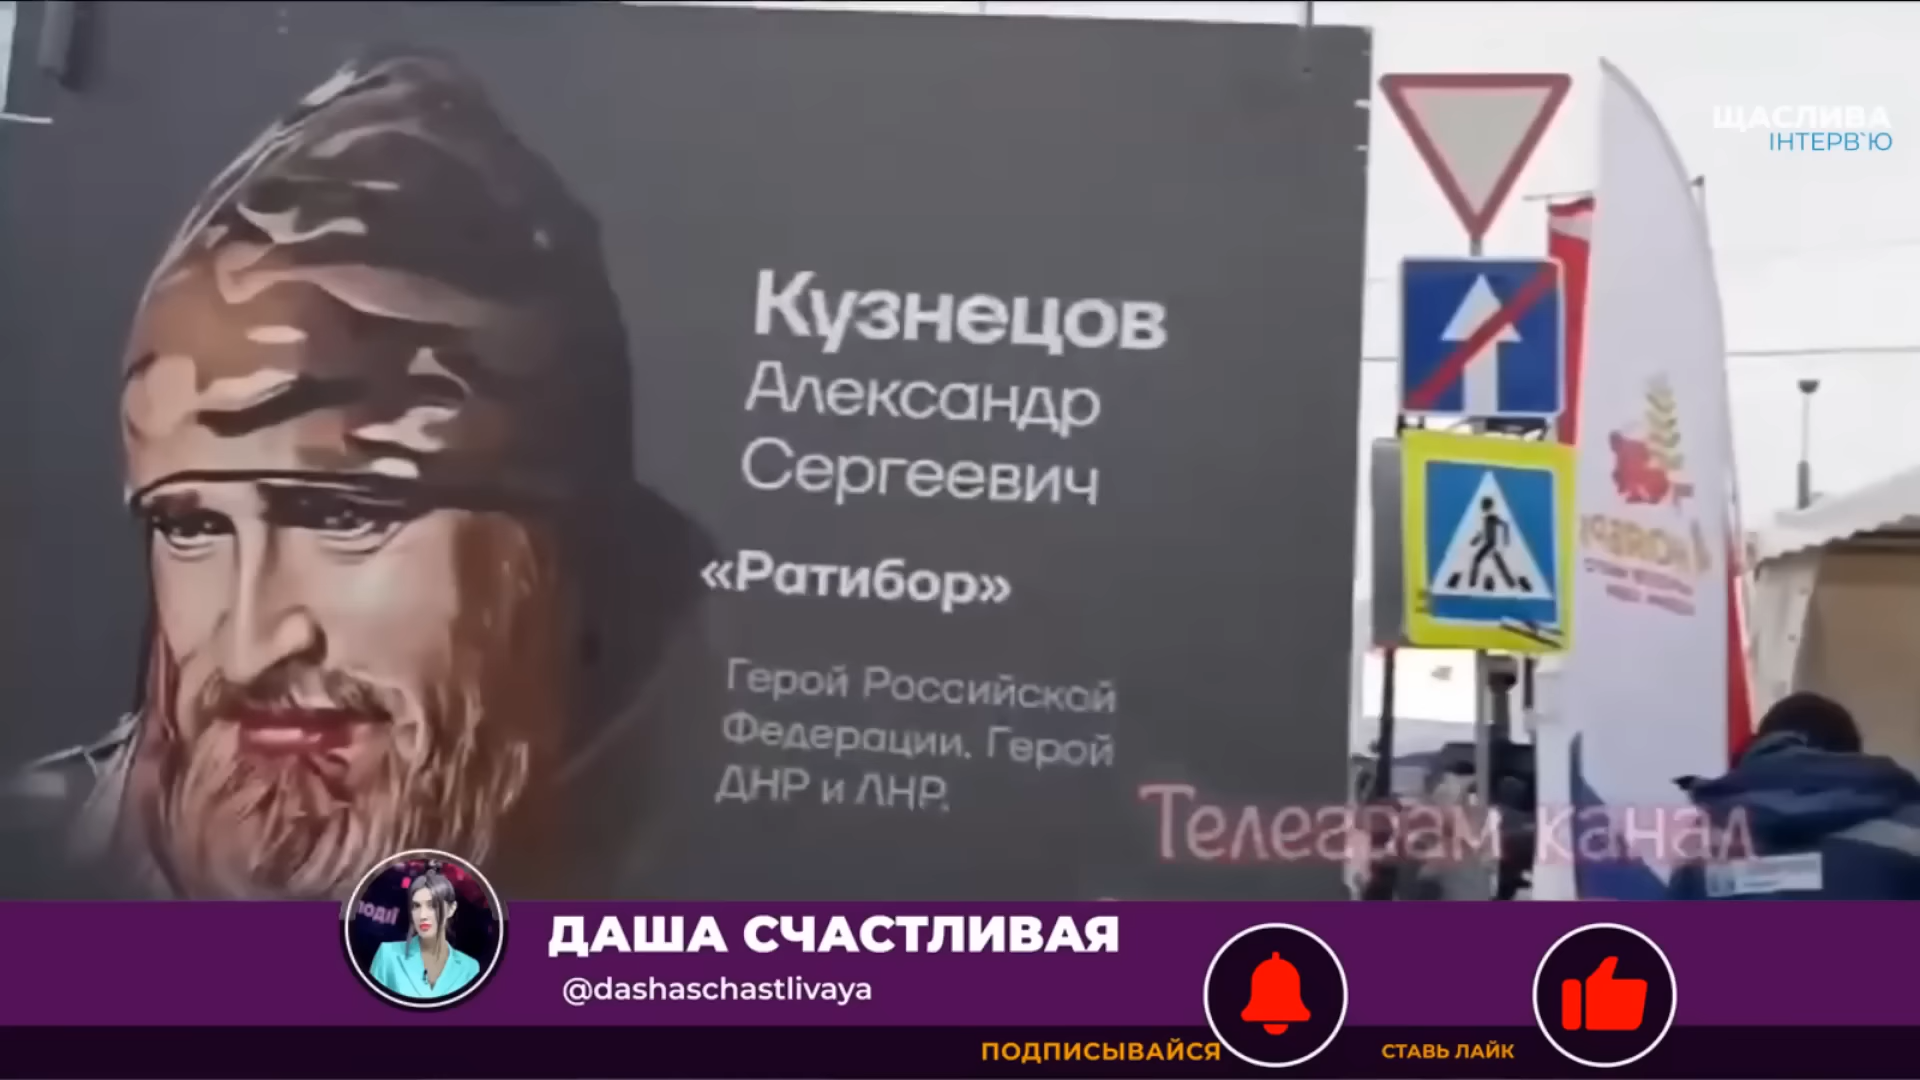 ЩАСЛИВА
ІНТЕРВ`Ю
Кузнецов
Александр
Сергеевич
«Ратибор»
Герой Российской
Федерации. Герой
ДНР и ЛНР.
Телеграм канал
ДАША СЧАСТЛИВАЯ
@dashaschastlivaya
ПОДПИСЫВАЙСЯ
СТАВЬ ЛАЙК